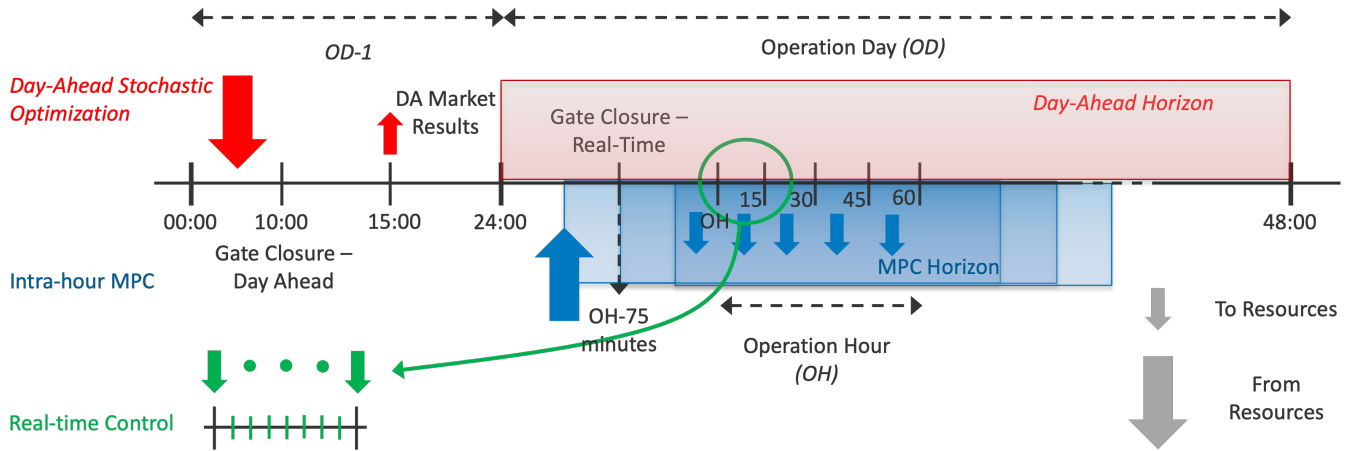 OD-1
Operation Day (OD)
Day-Ahead Stochastic
Optimization
DA Market
Results
Gate Closure –
Real-Time
Day-Ahead Horizon
00:00
10:00
15:00
24:00
OH
15
30
45
60
48:00
Gate Closure –
Day Ahead
Intra-hour MPC
MPC Horizon
OH-75
minutes
Operation Hour
(OH)
To Resources
From
Resources
Real-time Control